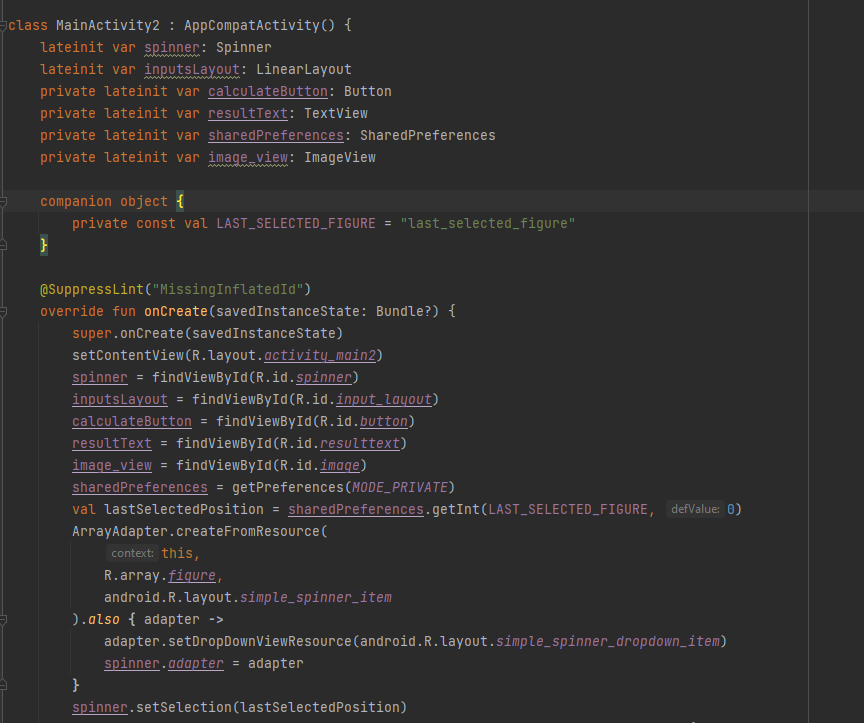 class MainActivity2 : AppCompatActivity() {
    lateinit var spinner: Spinner
    lateinit var inputsLayout: LinearLayout
    private lateinit var calculateButton: Button
    private lateinit var resultText: TextView
    private lateinit var sharedPreferences: SharedPreferences
    private lateinit var image_view: ImageView

    companion object {
        private const val LAST_SELECTED_FIGURE = "last_selected_figure"
    }

    @SuppressLint("MissingInflatedId")
    override fun onCreate(savedInstanceState: Bundle?) {
        super.onCreate(savedInstanceState)
        setContentView(R.layout.activity_main2)
        spinner = findViewById(R.id.spinner)
        inputsLayout = findViewById(R.id.input_layout)
        calculateButton = findViewById(R.id.button)
        resultText = findViewById(R.id.resulttext)
        image_view = findViewById(R.id.image)
        sharedPreferences = getPreferences(MODE_PRIVATE)
        val lastSelectedPosition = sharedPreferences.getInt(LAST_SELECTED_FIGURE, defValue: 0)
        ArrayAdapter.createFromResource(
            context: this,
            R.array.figure,
            android.R.layout.simple_spinner_item
        ).also { adapter ->
            adapter.setDropDownViewResource(android.R.layout.simple_spinner_dropdown_item)
            spinner.adapter = adapter
        }
        spinner.setSelection(lastSelectedPosition)